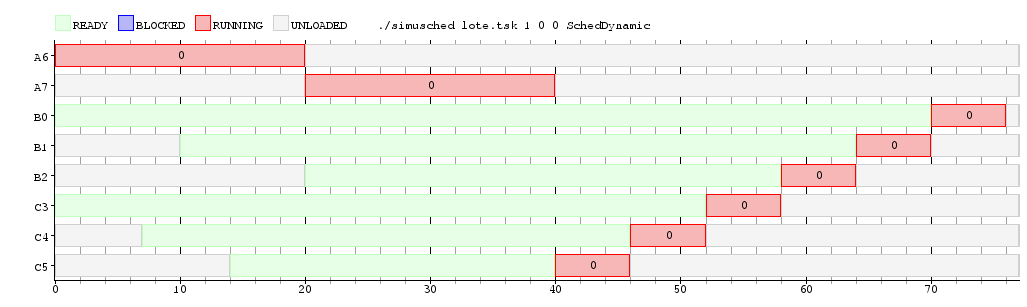 READY BLOCKED RUNNING UNLOADED ./simusched lote.tsk 1 0 0 SchedDynamic
A6 0
A7 0
B0 0
B1 0
B2 0
C3 0
C4 0
C5 0
0 10 20 30 40 50 60 70